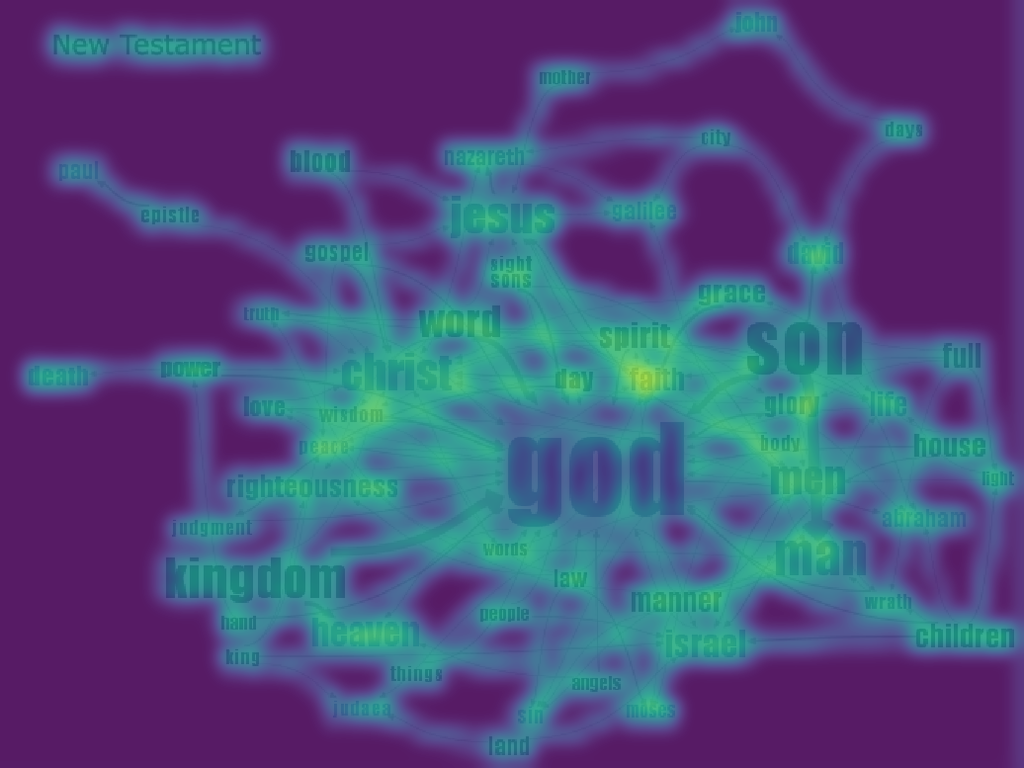 New Testament
john
mother
days
city
nazareth
blood
paul
jesus
galilee
epistle
gospel
david
sight
sons
grace
truth
word
spirit
son
full
christ
power
death
day
faith
love
wisdom
glory
life
peace
body
house
god
men
light
righteousness
abraham
judgment
words
man
kingdom
law
manner
wrath
hand
people
heaven
israel
children
king
things
angels
judaea
sin
moses
land